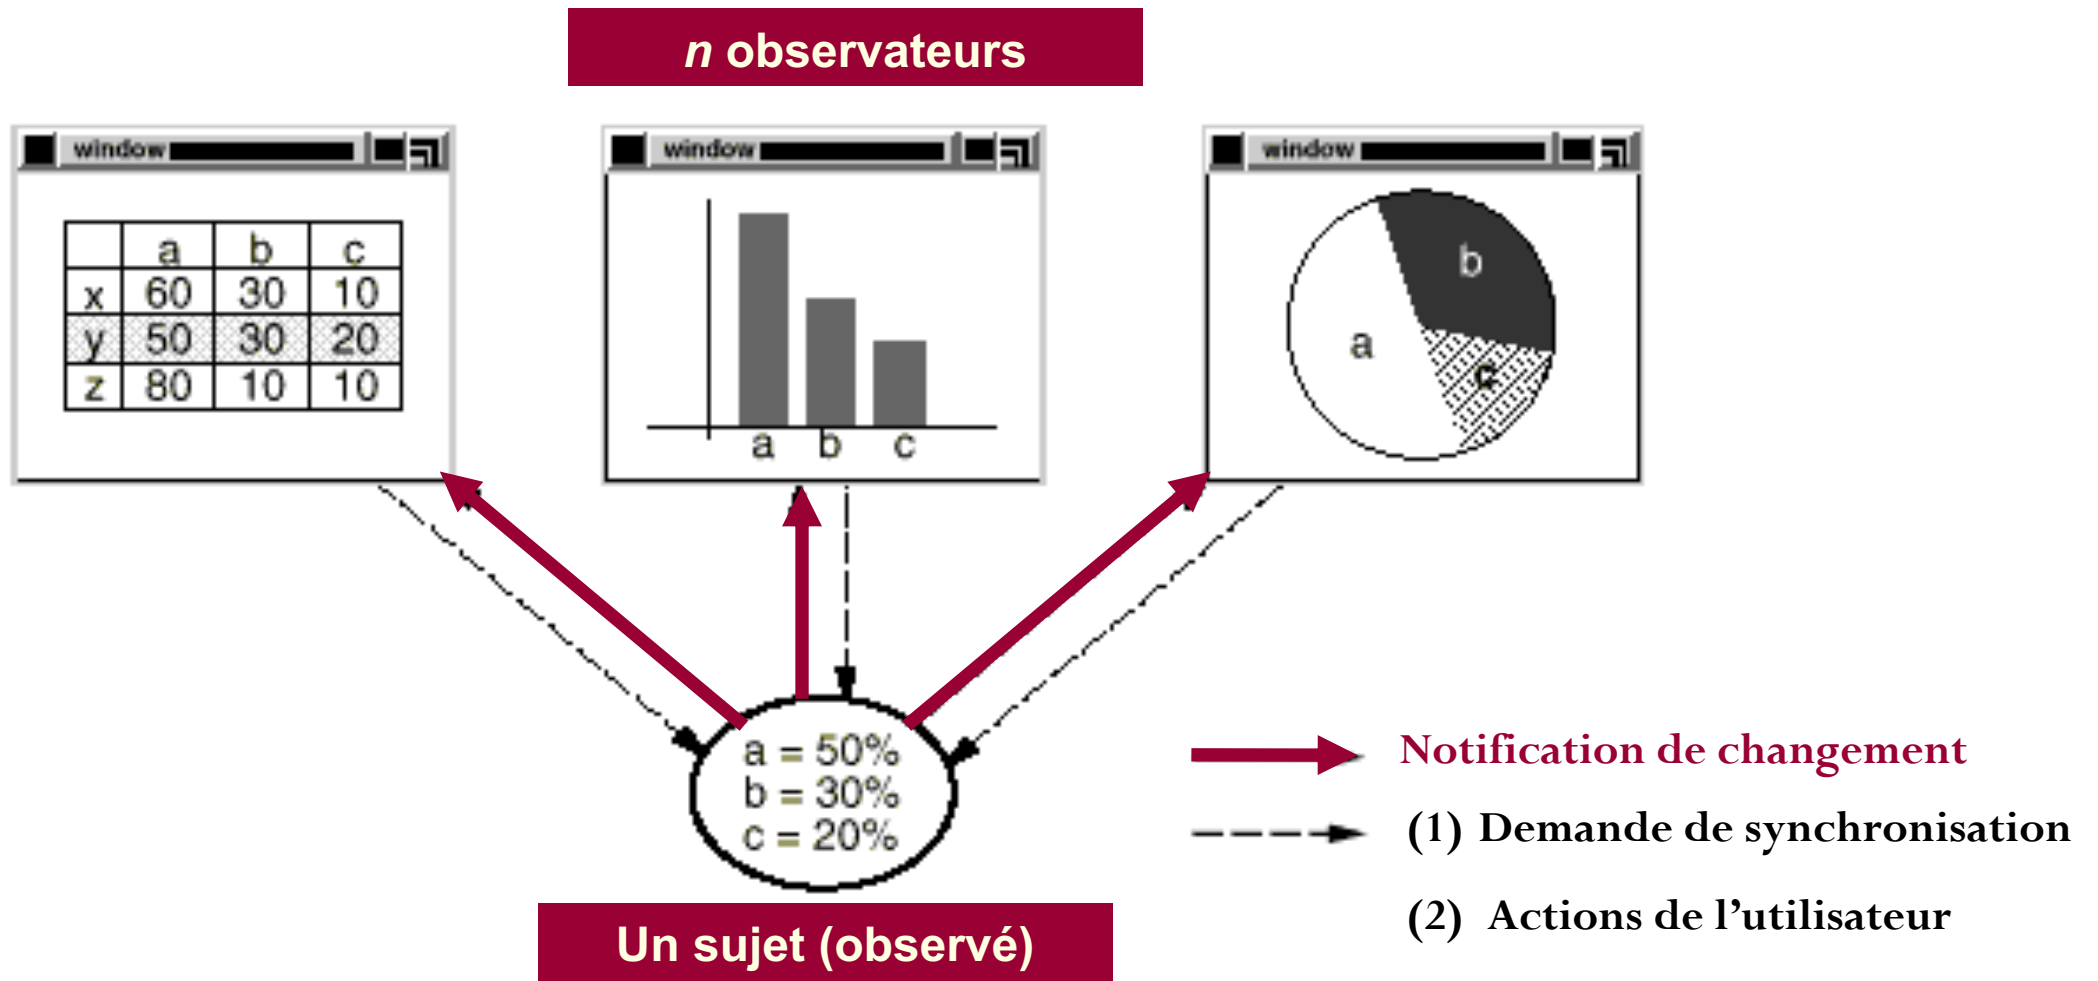 n observateurs
window
window
window
a b c
x 60 30 10
y 50 30 20
z 80 10 10
a b c
b
a
c
a = 50%
b = 30%
c = 20%
Un sujet (observé)
Notification de changement
(1) Demande de synchronisation
(2) Actions de l’utilisateur